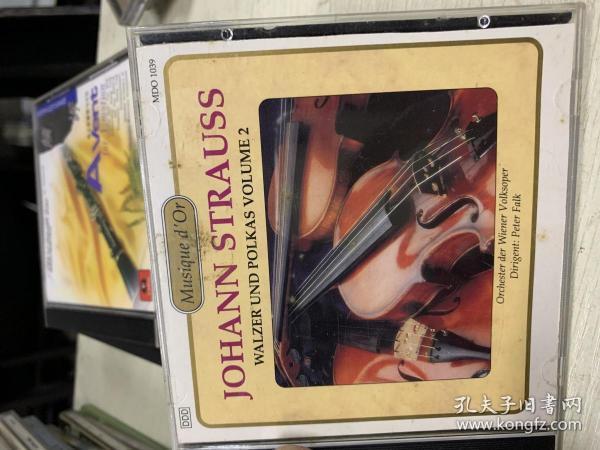 MDO 1039
Musique d'Or
JOHANN STRAUSS
WALZER UND POLKAS VOLUME 2
Orchester der Wiener Volksoper
Dirigent: Peter Falk
DDD
Avent
孔夫子旧书网
www.kongfz.com